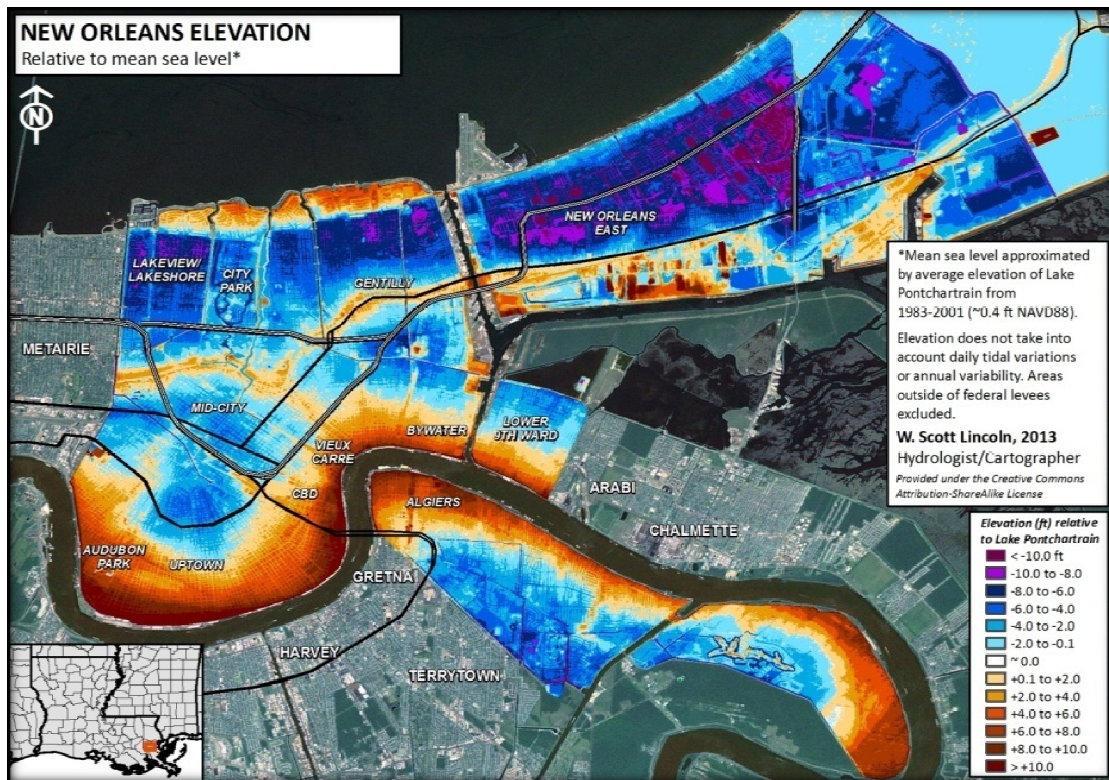 NEW ORLEANS ELEVATION
Relative to mean sea level*
N
LAKEVIEW/
LAKESHORE
CITY
PARK
GENTILLY
NEW ORLEANS
EAST
METAIRIE
MID-CITY
VIEUX
CARRE
BYWATER
LOWER
9TH WARD
CBD
ALGIERS
ARABI
CHALMETTE
AUDUBON
PARK
UPTOWN
GRETNA
HARVEY
TERRYTOWN
*Mean sea level approximated
by average elevation of Lake
Pontchartrain from
1983-2001 (~0.4 ft NAVD88).
Elevation does not take into
account daily tidal variations
or annual variability. Areas
outside of federal levees
excluded.
W. Scott Lincoln, 2013
Hydrologist/Cartographer
Provided under the Creative Commons
Attribution-ShareAlike License
Elevation (ft) relative
to Lake Pontchartrain
< -10.0 ft
-10.0 to -8.0
-8.0 to -6.0
-6.0 to -4.0
-4.0 to -2.0
-2.0 to -0.1
~ 0.0
+0.1 to +2.0
+2.0 to +4.0
+4.0 to +6.0
+6.0 to +8.0
+8.0 to +10.0
> +10.0